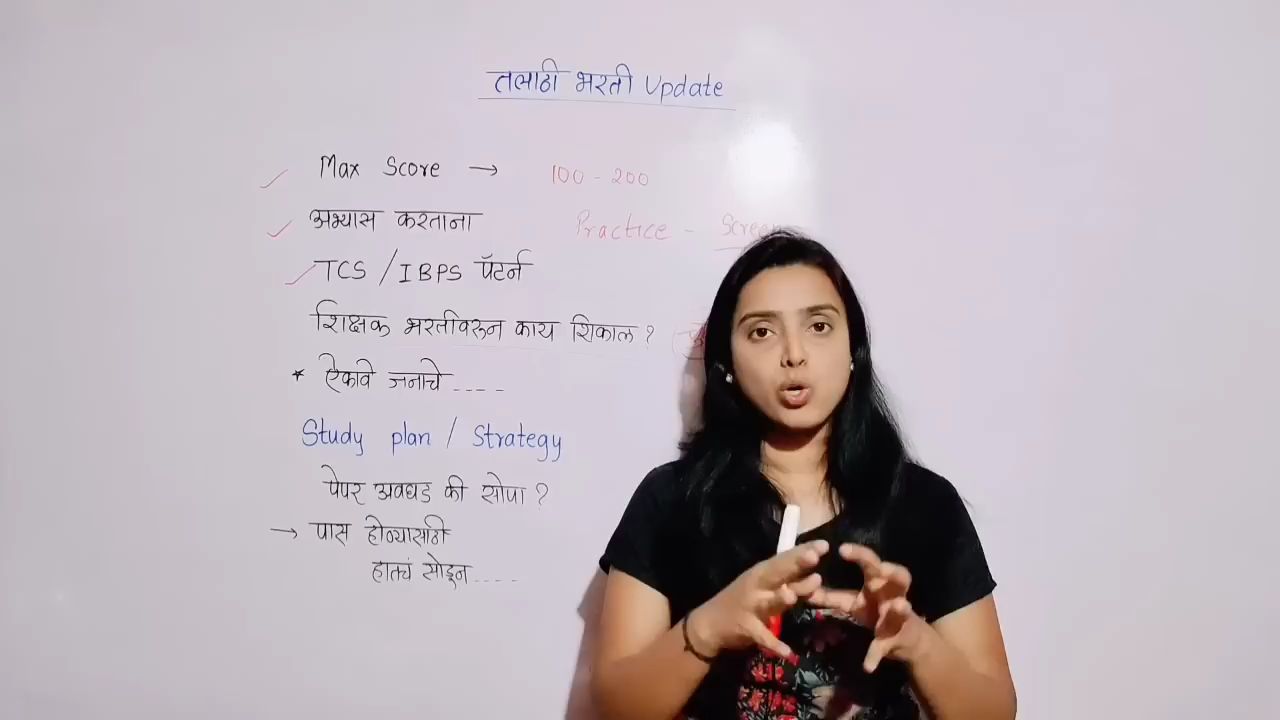 तलाठी भरती Update
Max Score → 100 - 200
अभ्यास करताना Practice - Screen
TCS / IBPS पॅटर्न
शिक्षक भरतीवरून काय शिकाल ?
* ऐकावे जनाचे ----
Study plan / Strategy
पेपर अवघड की सोपा ?
→ पास होण्यासाठी
हातचं सोडून ----